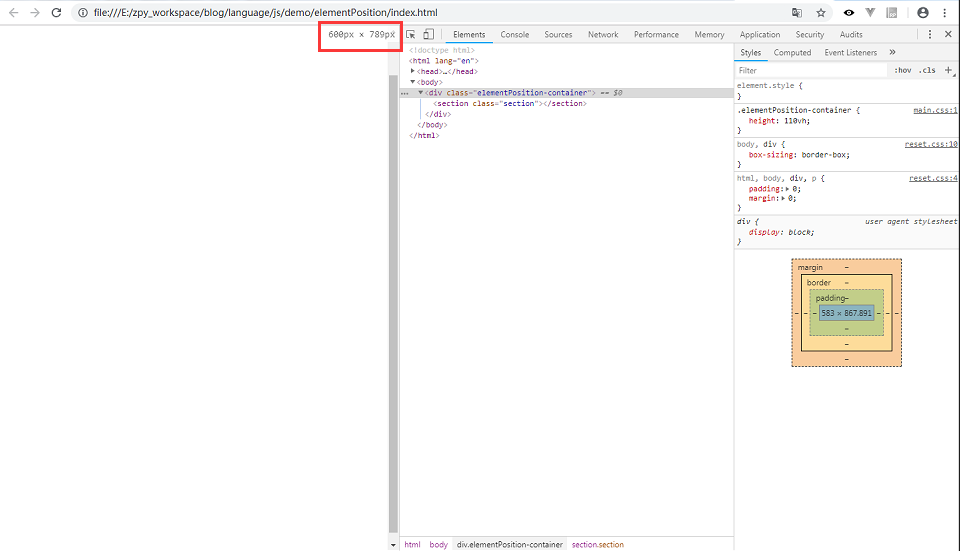 file:///E:/zpy_workspace/blog/language/js/demo/elementPosition/index.html
600px × 789px
Elements Console Sources Network Performance Memory Application Security Audits
<!doctype html>
<html lang="en">
<head>…</head>
<body>
… <div class="elementPosition-container"> == $0
<section class="section"></section>
</div>
</body>
</html>
html body div.elementPosition-container section.section
Styles Computed Event Listeners »
Filter :hov .cls +
element.style {
}
.elementPosition-container { main.css:1
height: 110vh;
}
body, div { reset.css:10
box-sizing: border-box;
}
html, body, div, p { reset.css:4
padding: 0;
margin: 0;
}
div { user agent stylesheet
display: block;
}
margin –
border –
padding–
– – – 583 × 867.891 – – –
–
–
–